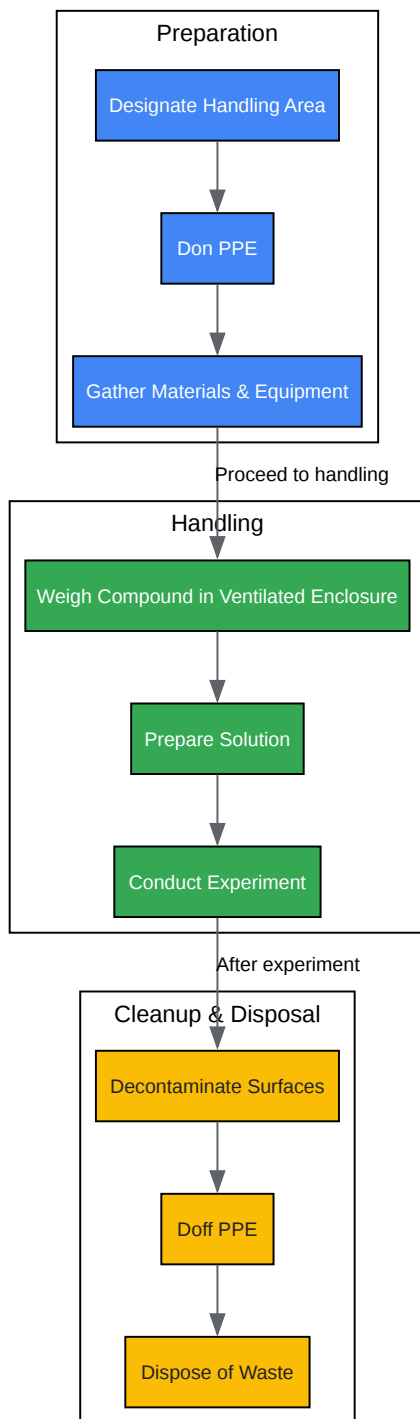 Preparation
Designate Handling Area
Don PPE
Gather Materials & Equipment
Proceed to handling
Handling
Weigh Compound in Ventilated Enclosure
Prepare Solution
Conduct Experiment
After experiment
Cleanup & Disposal
Decontaminate Surfaces
Doff PPE
Dispose of Waste